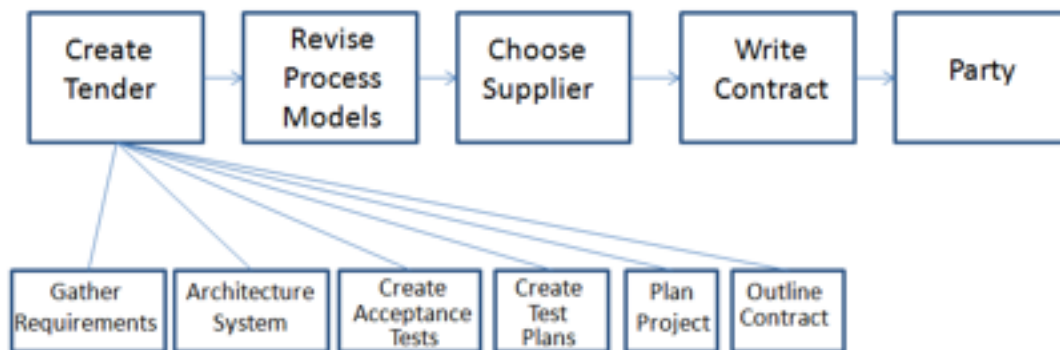 Create
Tender
Revise
Process
Models
Choose
Supplier
Write
Contract
Party
Gather
Requirements
Architecture
System
Create
Acceptance
Tests
Create
Test
Plans
Plan
Project
Outline
Contract